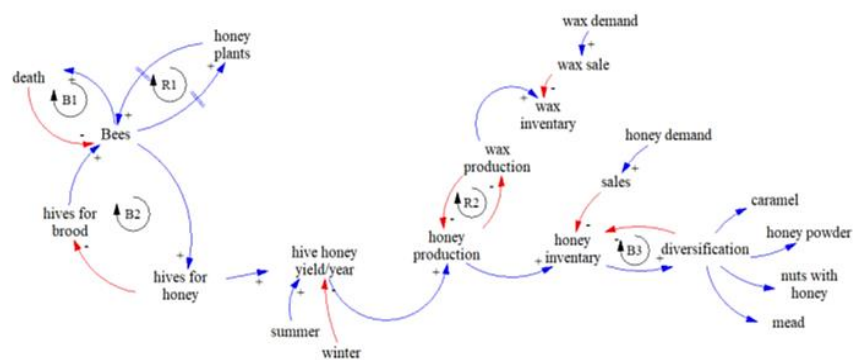 honey
plants
death
B1
R1
Bees
hives for
brood
B2
hives for
honey
hive honey
yield/year
summer
winter
wax demand
wax sale
wax
inventory
wax
production
R2
honey
production
honey demand
sales
honey
inventory
B3
diversification
caramel
honey powder
nuts with
honey
mead